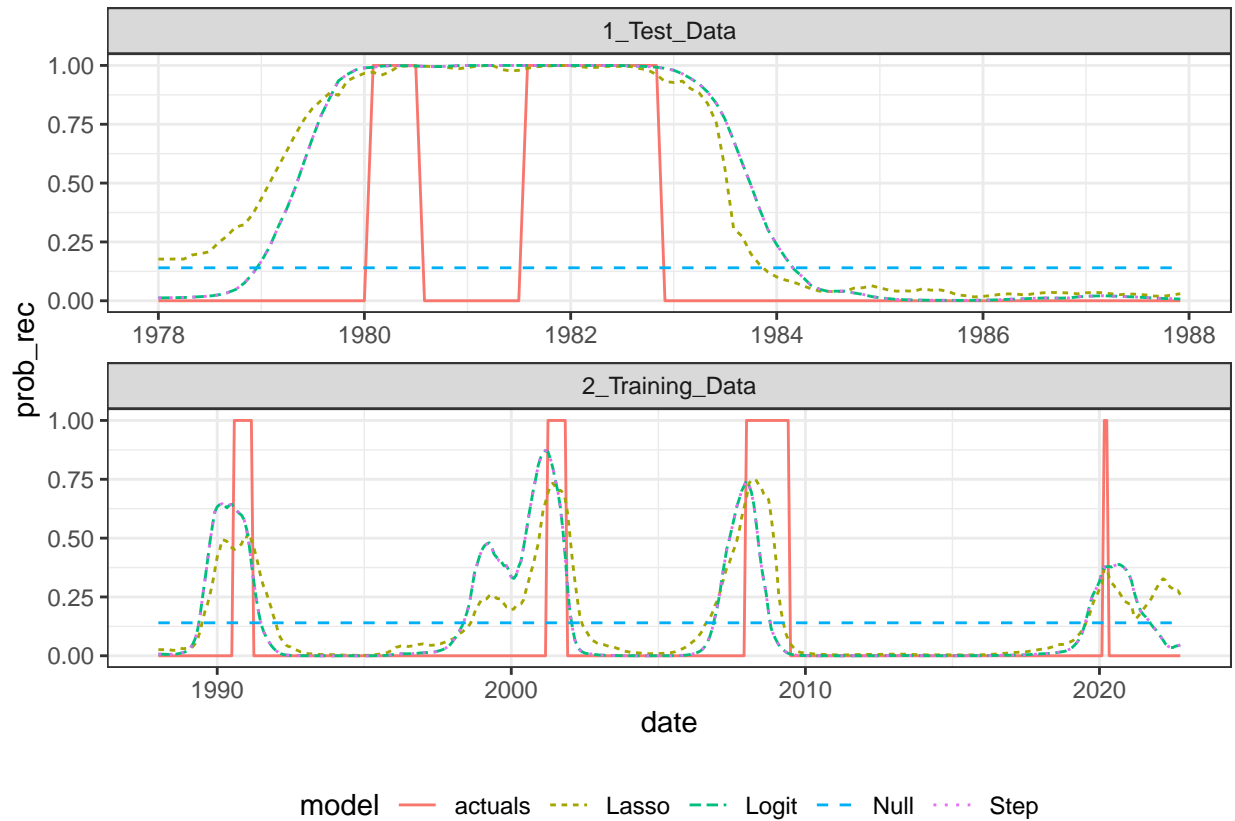 1_Test_Data
1.00
0.75
0.50
0.25
0.00
1978 1980 1982 1984 1986 1988
prob_rec
2_Training_Data
1.00
0.75
0.50
0.25
0.00
1990 2000 2010 2020
date
model actuals Lasso Logit Null Step